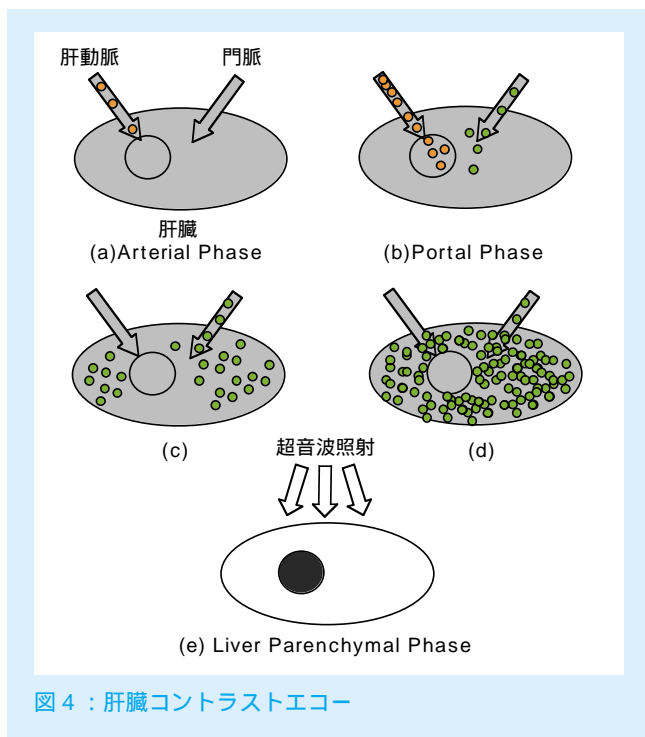 肝動脈 門脈
肝臓
(a)Arterial Phase (b)Portal Phase
(c) (d)
超音波照射
(e) Liver Parenchymal Phase
図4：肝臓コントラストエコー